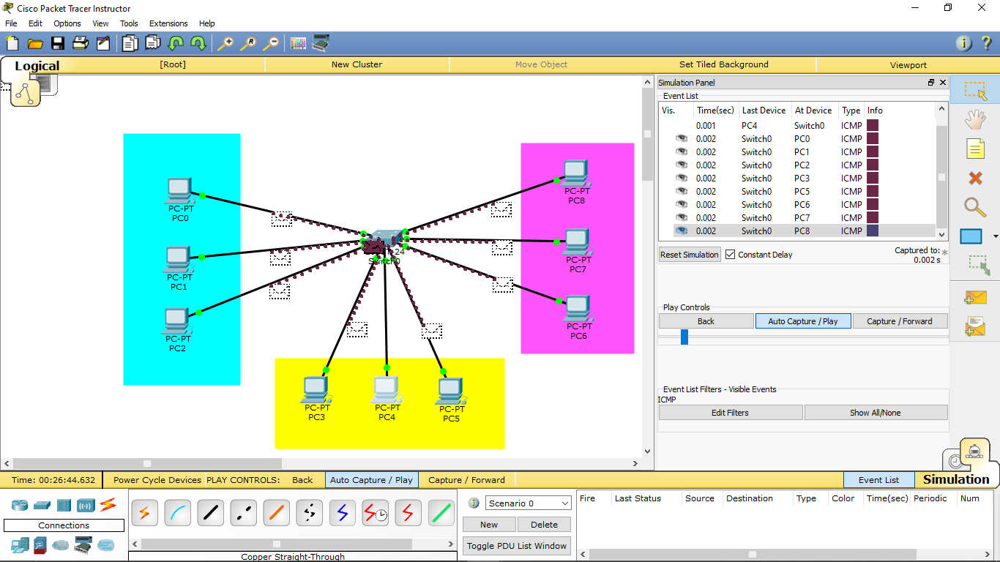 Cisco Packet Tracer Instructor
File Edit Options View Tools Extensions Help
Logical [Root] New Cluster Move Object Set Tiled Background Viewport
Simulation Panel
Event List
Vis. Time(sec) Last Device At Device Type Info
0.001 PC4 Switch0 ICMP
0.002 Switch0 PC0 ICMP
0.002 Switch0 PC1 ICMP
0.002 Switch0 PC2 ICMP
0.002 Switch0 PC3 ICMP
0.002 Switch0 PC5 ICMP
0.002 Switch0 PC6 ICMP
0.002 Switch0 PC7 ICMP
0.002 Switch0 PC8 ICMP
Reset Simulation Constant Delay Captured to:
0.002 s
Play Controls
Back Auto Capture / Play Capture / Forward
Event List Filters - Visible Events
ICMP
Edit Filters Show All/None
PC-PT
PC0
PC-PT
PC1
PC-PT
PC2
PC-PT
PC8
PC-PT
PC7
PC-PT
PC6
-24
Switch0
PC-PT
PC3
PC-PT
PC4
PC-PT
PC5
Time: 00:26:44.632 Power Cycle Devices PLAY CONTROLS: Back Auto Capture / Play Capture / Forward Event List Simulation
Connections
Copper Straight-Through
Scenario 0
New Delete
Toggle PDU List Window
Fire Last Status Source Destination Type Color Time(sec) Periodic Num